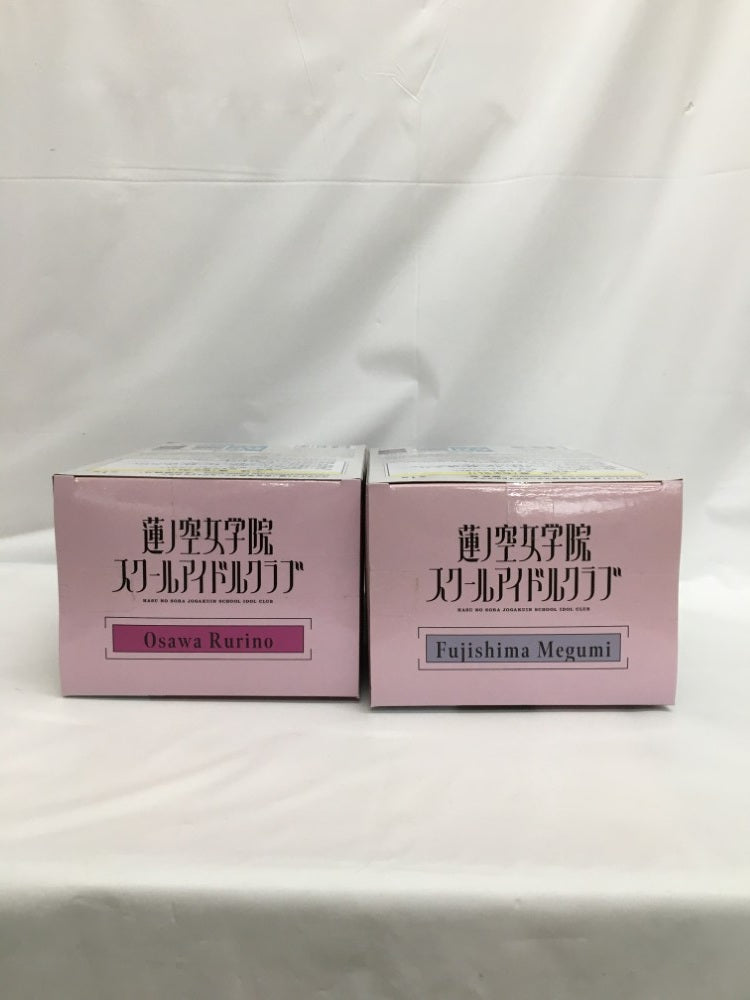 蓮ノ空女学院
スクールアイドルクラブ
HASU NO SORA JOGAKUIN SCHOOL IDOL CLUB
Osawa Rurino
蓮ノ空女学院
スクールアイドルクラブ
HASU NO SORA JOGAKUIN SCHOOL IDOL CLUB
Fujishima Megumi